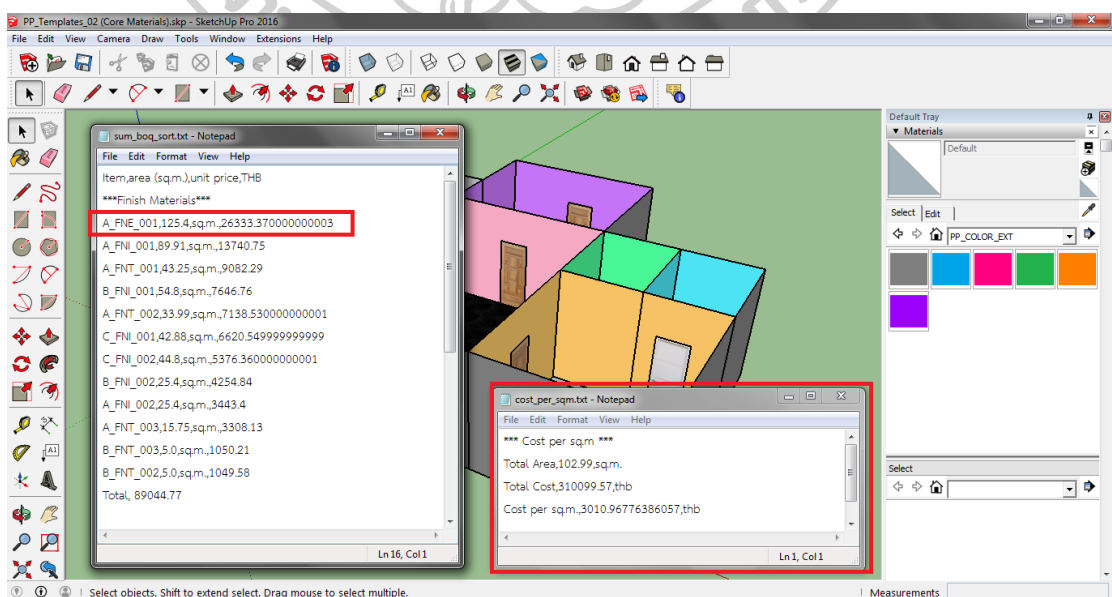 PP_Templates_02 (Core Materials).skp - SketchUp Pro 2016
File Edit View Camera Draw Tools Window Extensions Help
A1
Default Tray
Materials
Default
Select Edit
PP_COLOR_EXT
Select
sum_boq_sort.txt - Notepad
File Edit Format View Help
Item,area (sq.m.),unit price,THB
***Finish Materials***
A_FNE_001,125.4,sq.m.,26333.370000000003
A_FNI_001,89.91,sq.m.,13740.75
A_FNT_001,43.25,sq.m.,9082.29
B_FNI_001,54.8,sq.m.,7646.76
A_FNT_002,33.99,sq.m.,7138.530000000001
C_FNI_001,42.88,sq.m.,6620.549999999999
C_FNI_002,44.8,sq.m.,5376.360000000001
B_FNI_002,25.4,sq.m.,4254.84
A_FNI_002,25.4,sq.m.,3443.4
A_FNT_003,15.75,sq.m.,3308.13
B_FNT_003,5.0,sq.m.,1050.21
B_FNT_002,5.0,sq.m.,1049.58
Total, 89044.77
Ln 16, Col 1
cost_per_sqm.txt - Notepad
File Edit Format View Help
*** Cost per sq.m ***
Total Area,102.99,sq.m.
Total Cost,310099.57,thb
Cost per sq.m.,3010.96776386057,thb
Ln 1, Col 1
A1
Select objects. Shift to extend select. Drag mouse to select multiple.
Measurements